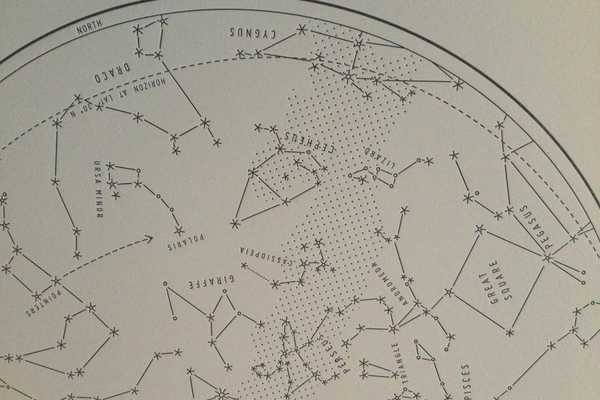 NORTH
CYGNUS
DRACO
HORIZON AT LAT. 30° N
CEPHEUS
LIZARD
URSA MINOR
POLARIS
CASSIOPEIA
PEGASUS
GREAT
SQUARE
GIRAFFE
ANDROMEDA
POINTERS
PERSEUS
TRIANGLE
PISCES